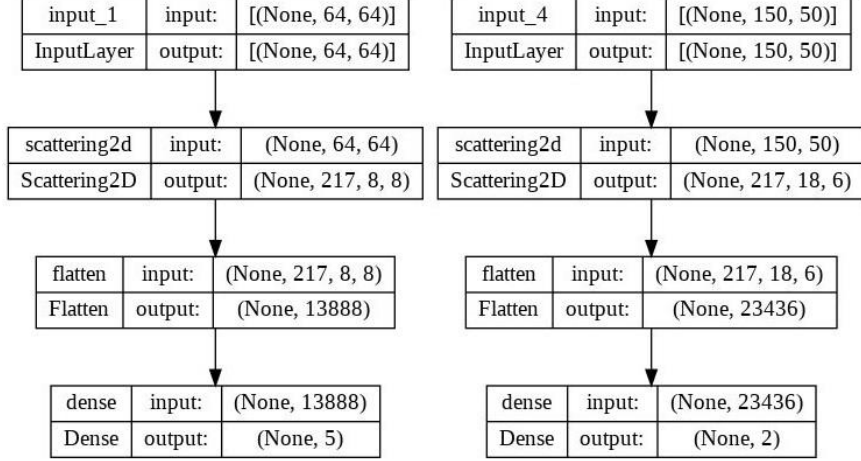 input_1 input: [(None, 64, 64)]
InputLayer output: [(None, 64, 64)]
scattering2d input: (None, 64, 64)
Scattering2D output: (None, 217, 8, 8)
flatten input: (None, 217, 8, 8)
Flatten output: (None, 13888)
dense input: (None, 13888)
Dense output: (None, 5)
input_4 input: [(None, 150, 50)]
InputLayer output: [(None, 150, 50)]
scattering2d input: (None, 150, 50)
Scattering2D output: (None, 217, 18, 6)
flatten input: (None, 217, 18, 6)
Flatten output: (None, 23436)
dense input: (None, 23436)
Dense output: (None, 2)